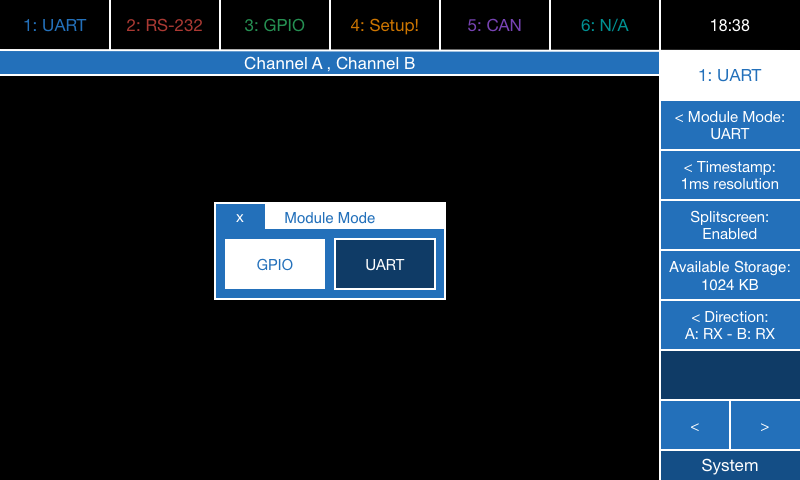 1: UART
2: RS-232
3: GPIO
4: Setup!
5: CAN
6: N/A
18:38
Channel A , Channel B
1: UART
< Module Mode:
UART
< Timestamp:
1ms resolution
Splitscreen:
Enabled
Available Storage:
1024 KB
< Direction:
A: RX - B: RX
x
Module Mode
GPIO
UART
<
>
System